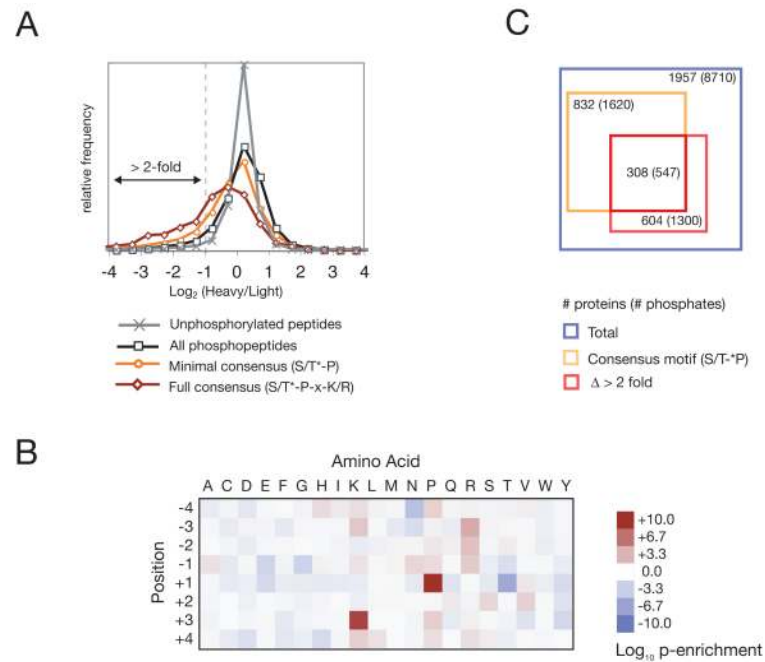 A
relative frequency
> 2-fold
-4 -3 -2 -1 0 1 2 3 4
Log₂ (Heavy/Light)
Unphosphorylated peptides
All phosphopeptides
Minimal consensus (S/T*-P)
Full consensus (S/T*-P-x-K/R)
C
1957 (8710)
832 (1620)
308 (547)
604 (1300)
# proteins (# phosphates)
Total
Consensus motif (S/T-*P)
Δ > 2 fold
B
Amino Acid
A C D E F G H I K L M N P Q R S T V W Y
Position
-4
-3
-2
-1
+1
+2
+3
+4
+10.0
+6.7
+3.3
0.0
-3.3
-6.7
-10.0
Log₁₀ p-enrichment